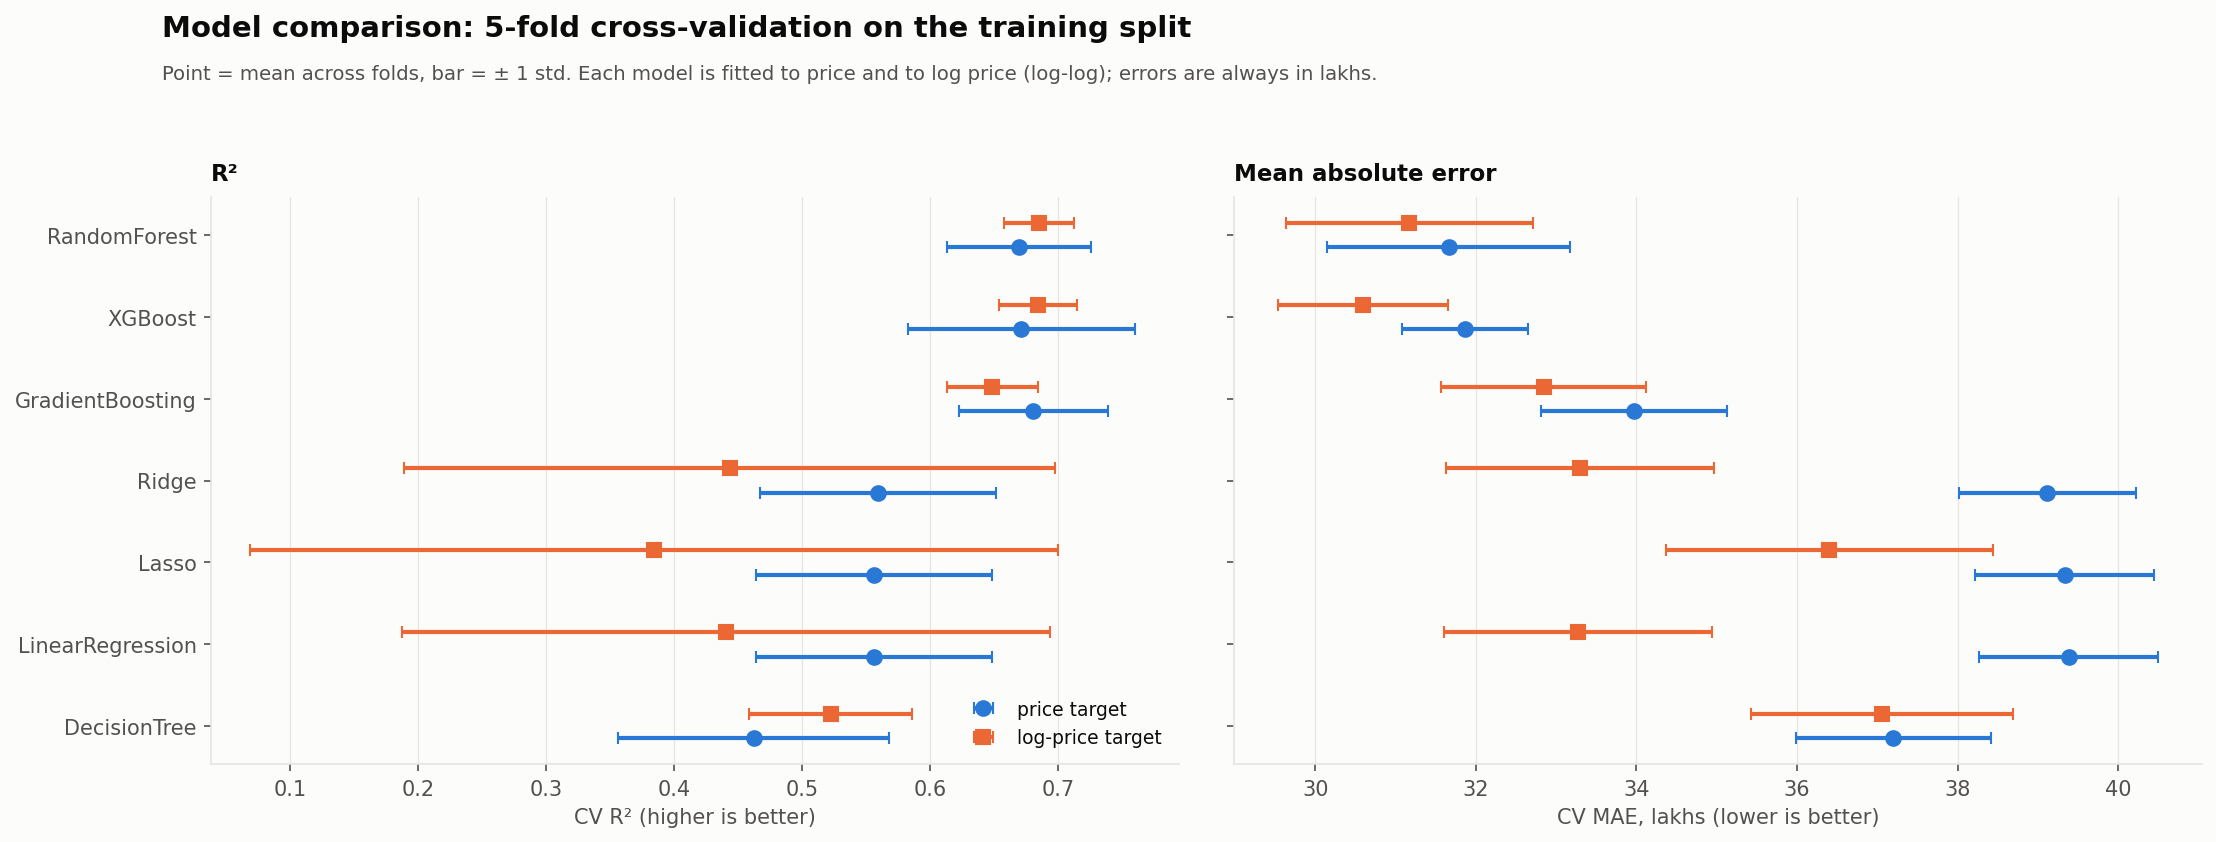 Model comparison: 5-fold cross-validation on the training split
Point = mean across folds, bar = ± 1 std. Each model is fitted to price and to log price (log-log); errors are always in lakhs.
R²
RandomForest
XGBoost
GradientBoosting
Ridge
Lasso
LinearRegression
DecisionTree
price target
log-price target
0.1 0.2 0.3 0.4 0.5 0.6 0.7
CV R² (higher is better)
Mean absolute error
30 32 34 36 38 40
CV MAE, lakhs (lower is better)